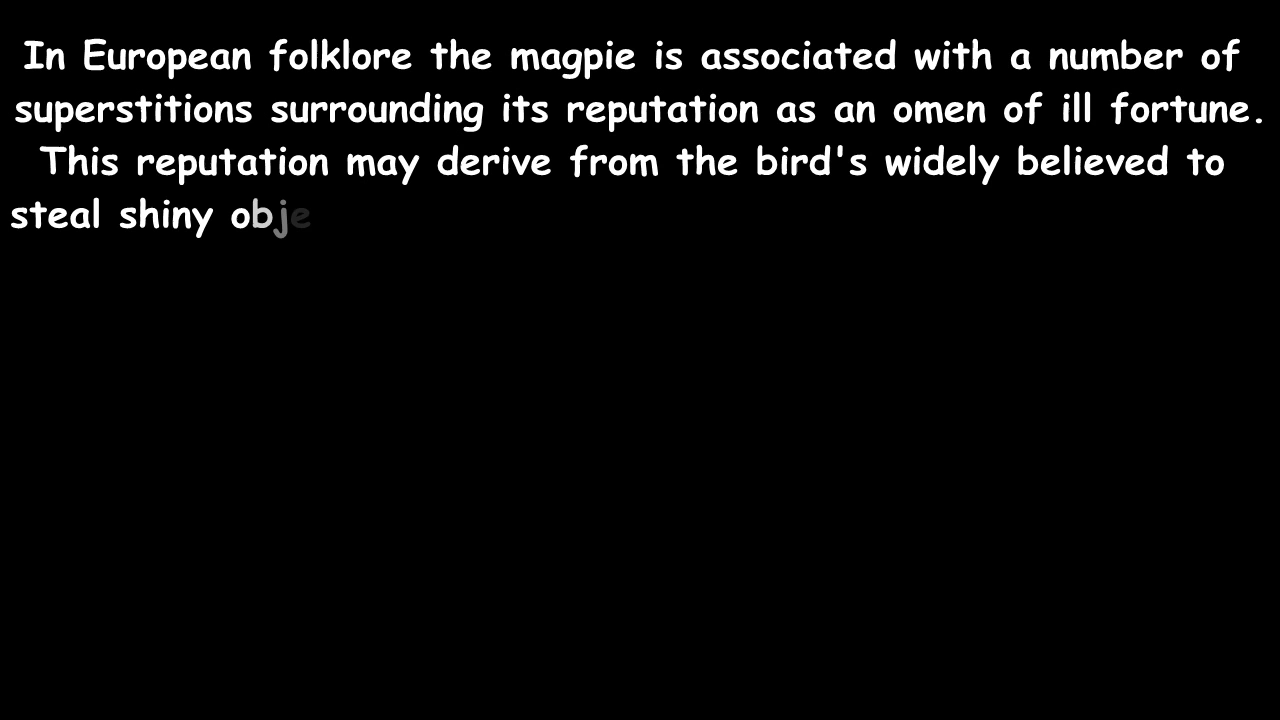 In European folklore the magpie is associated with a number of
superstitions surrounding its reputation as an omen of ill fortune.
This reputation may derive from the bird's widely believed to
steal shiny obje